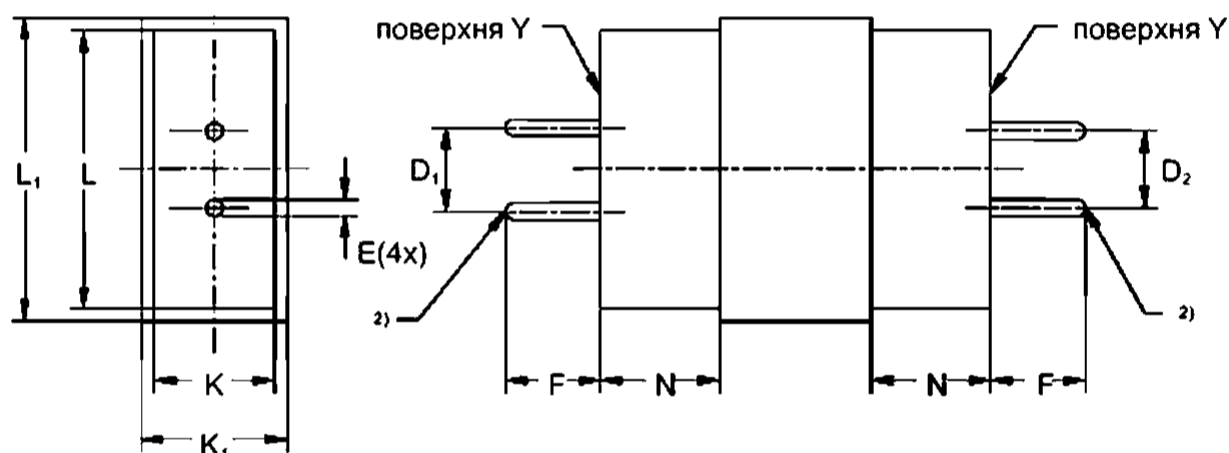 поверхня Y
поверхня Y
L₁
L
D₁
D₂
E(4x)
2)
2)
K
F
N
N
F
K₁